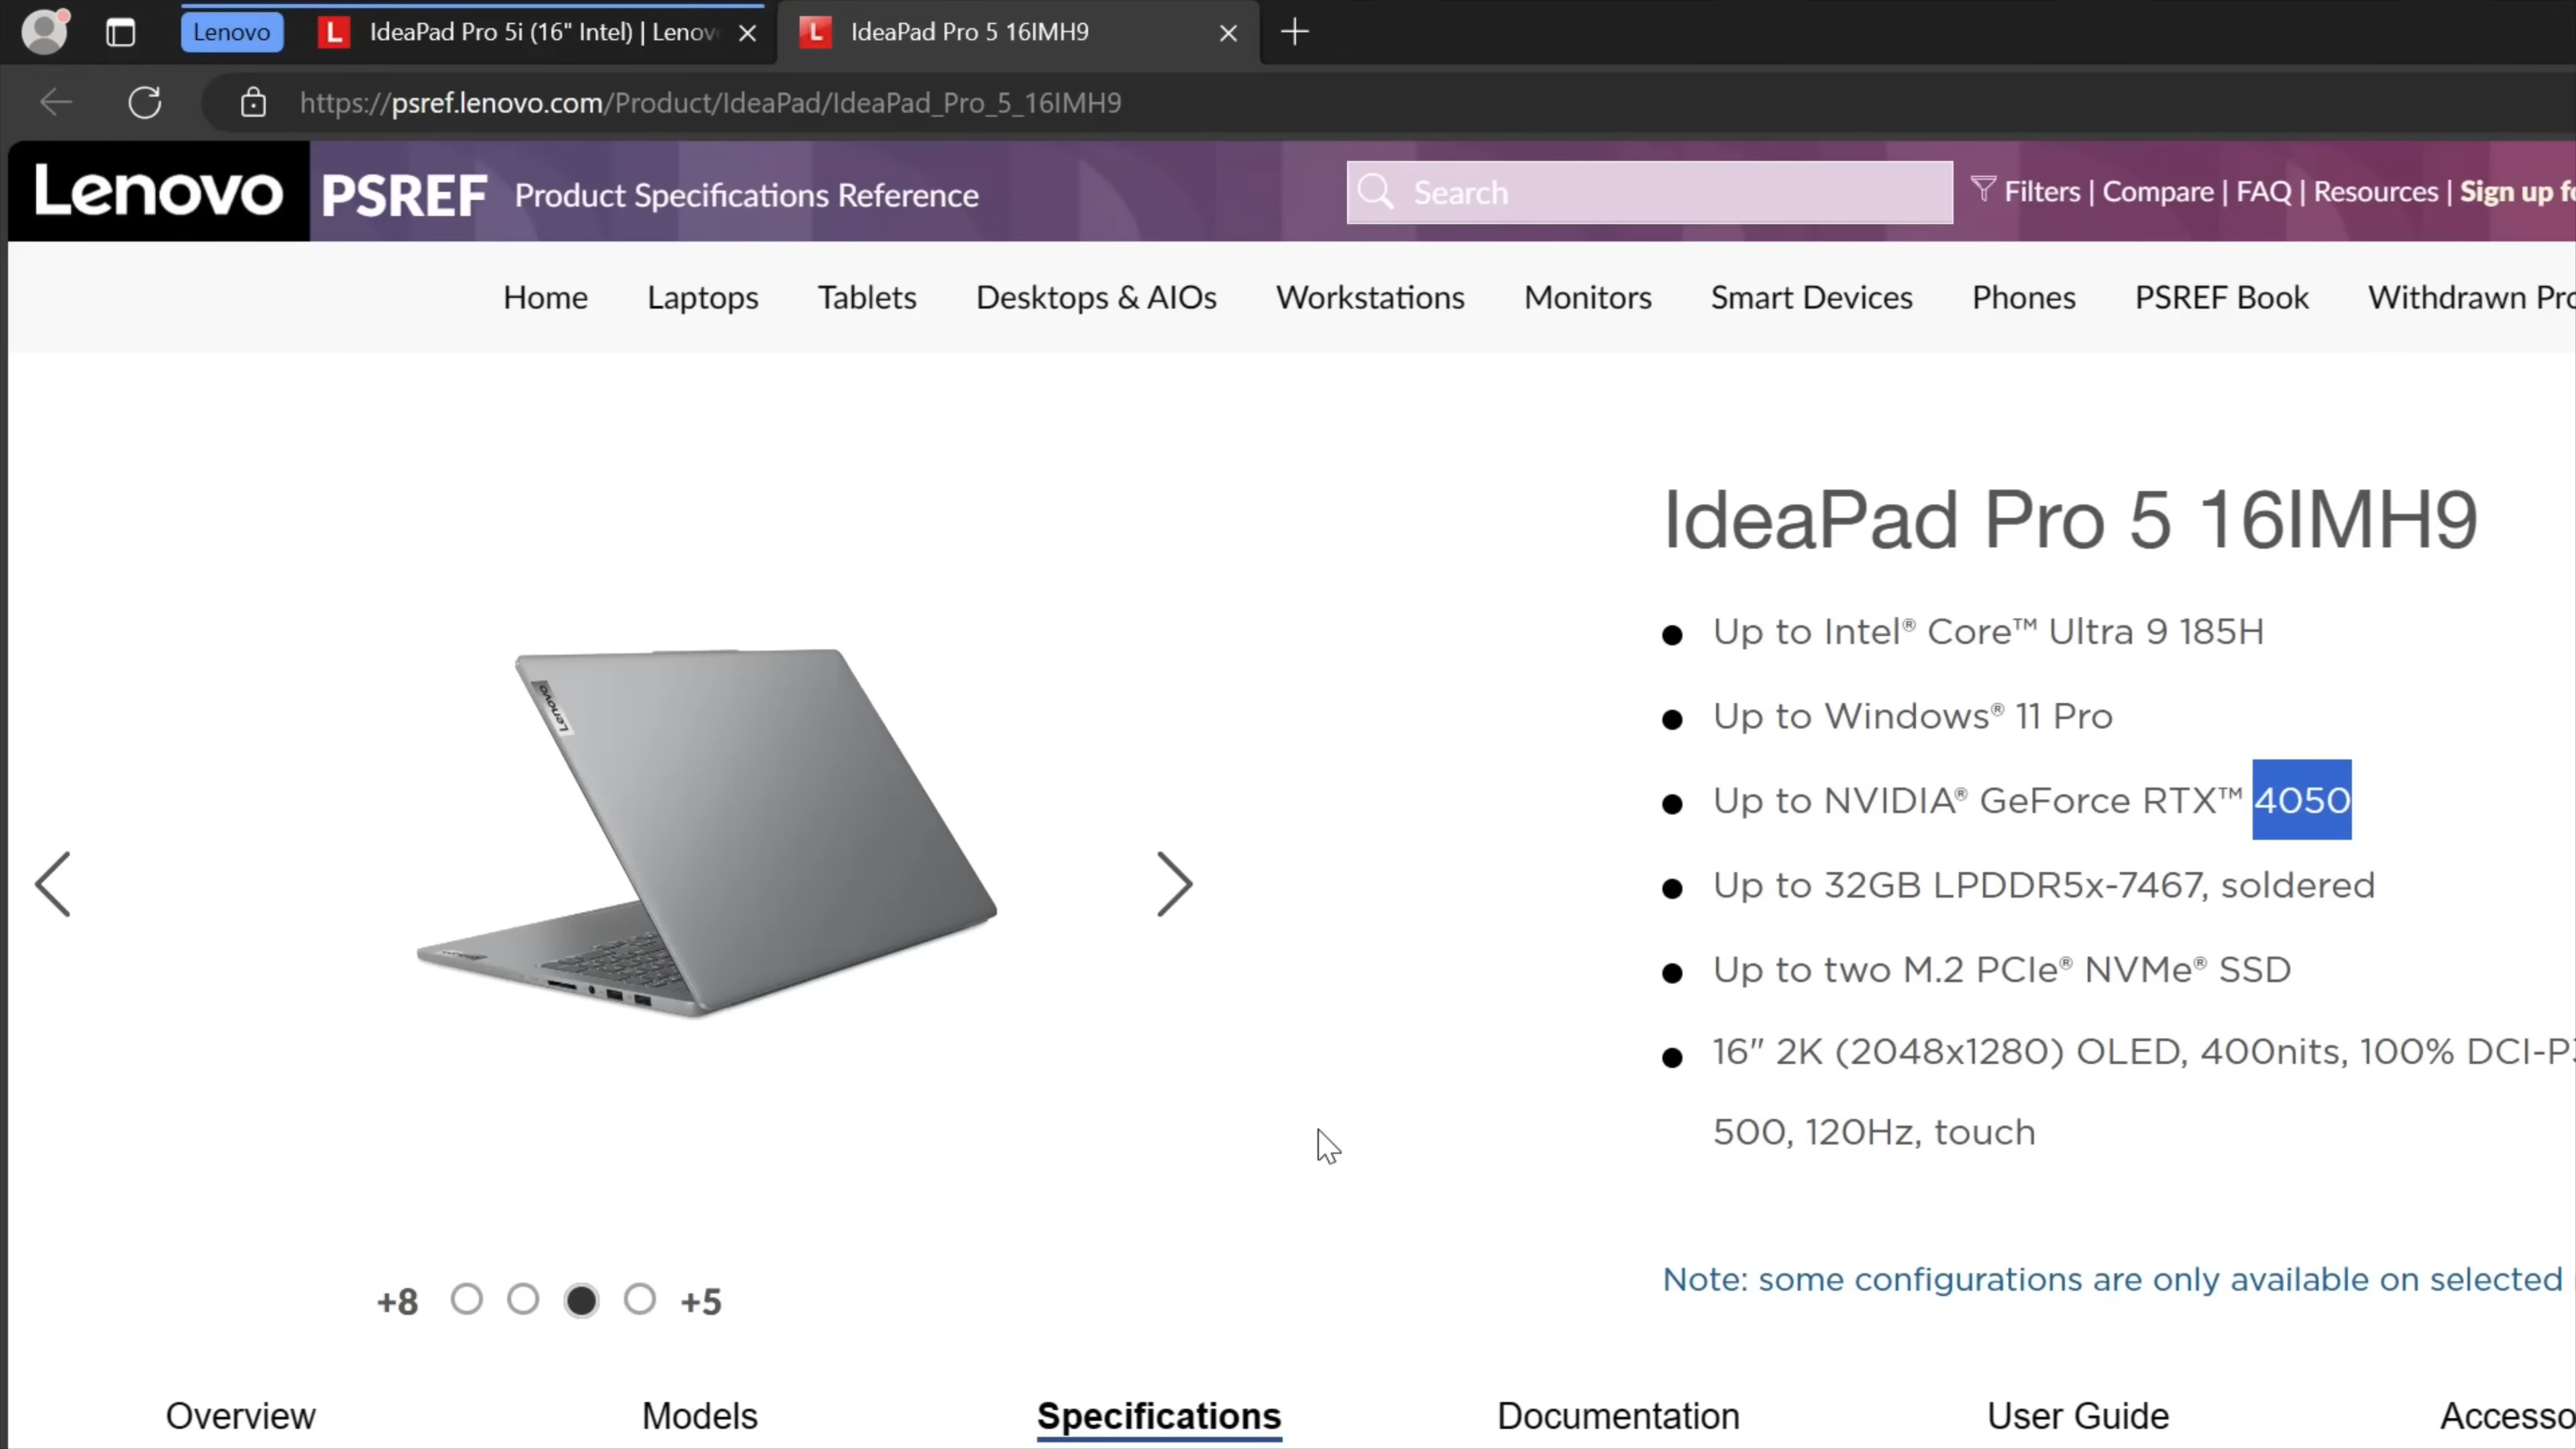 Lenovo
IdeaPad Pro 5i (16" Intel) | Lenov
IdeaPad Pro 5 16IMH9
https://psref.lenovo.com/Product/IdeaPad/IdeaPad_Pro_5_16IMH9
Lenovo PSREF Product Specifications Reference
Search
Filters | Compare | FAQ | Resources | Sign up fo
Home Laptops Tablets Desktops & AIOs Workstations Monitors Smart Devices Phones PSREF Book Withdrawn Pro
IdeaPad Pro 5 16IMH9
Up to Intel® Core™ Ultra 9 185H
Up to Windows® 11 Pro
Up to NVIDIA® GeForce RTX™ 4050
Up to 32GB LPDDR5x-7467, soldered
Up to two M.2 PCIe® NVMe® SSD
16" 2K (2048x1280) OLED, 400nits, 100% DCI-P3
500, 120Hz, touch
Lenovo
+8 +5
Note: some configurations are only available on selected
Overview Models Specifications Documentation User Guide Accesso